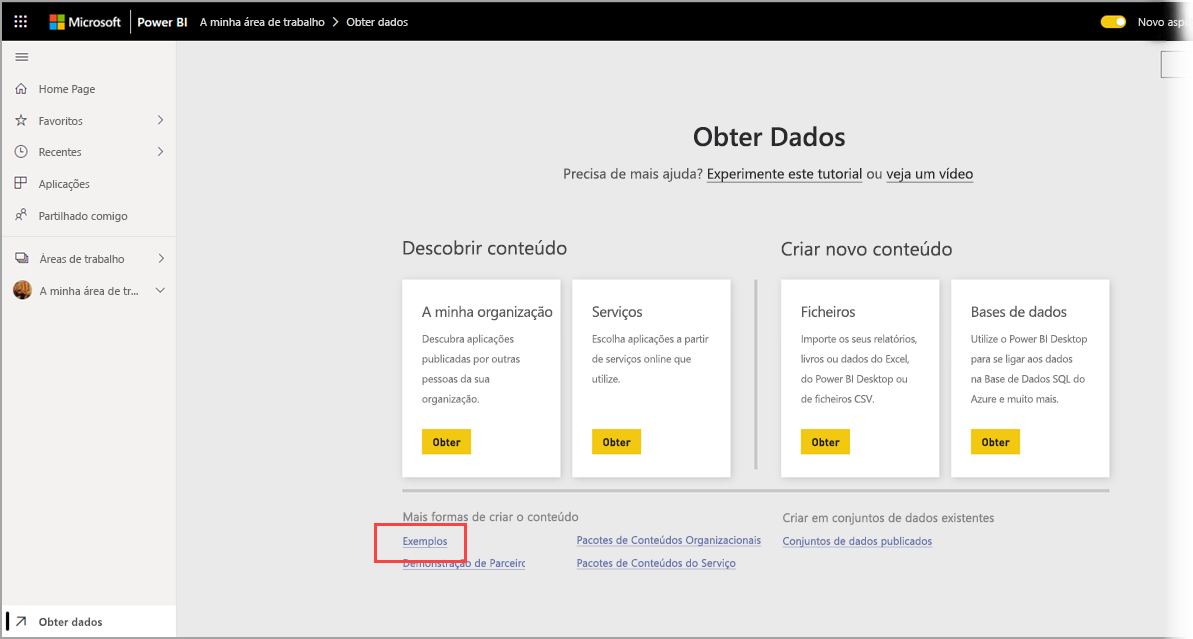 Microsoft Power BI A minha área de trabalho > Obter dados Novo asp
Home Page
Favoritos
Recentes
Aplicações
Partilhado comigo
Áreas de trabalho
A minha área de tr...
Obter dados
Obter Dados
Precisa de mais ajuda? Experimente este tutorial ou veja um vídeo
Descobrir conteúdo
A minha organização
Descubra aplicações
publicadas por outras
pessoas da sua
organização.
Obter
Serviços
Escolha aplicações a partir
de serviços online que
utilize.
Obter
Criar novo conteúdo
Ficheiros
Importe os seus relatórios,
livros ou dados do Excel,
do Power BI Desktop ou
de ficheiros CSV.
Obter
Bases de dados
Utilize o Power BI Desktop
para se ligar aos dados
na Base de Dados SQL do
Azure e muito mais.
Obter
Mais formas de criar o conteúdo
Exemplos
Demonstração de Parceiro
Pacotes de Conteúdos Organizacionais
Pacotes de Conteúdos do Serviço
Criar em conjuntos de dados existentes
Conjuntos de dados publicados